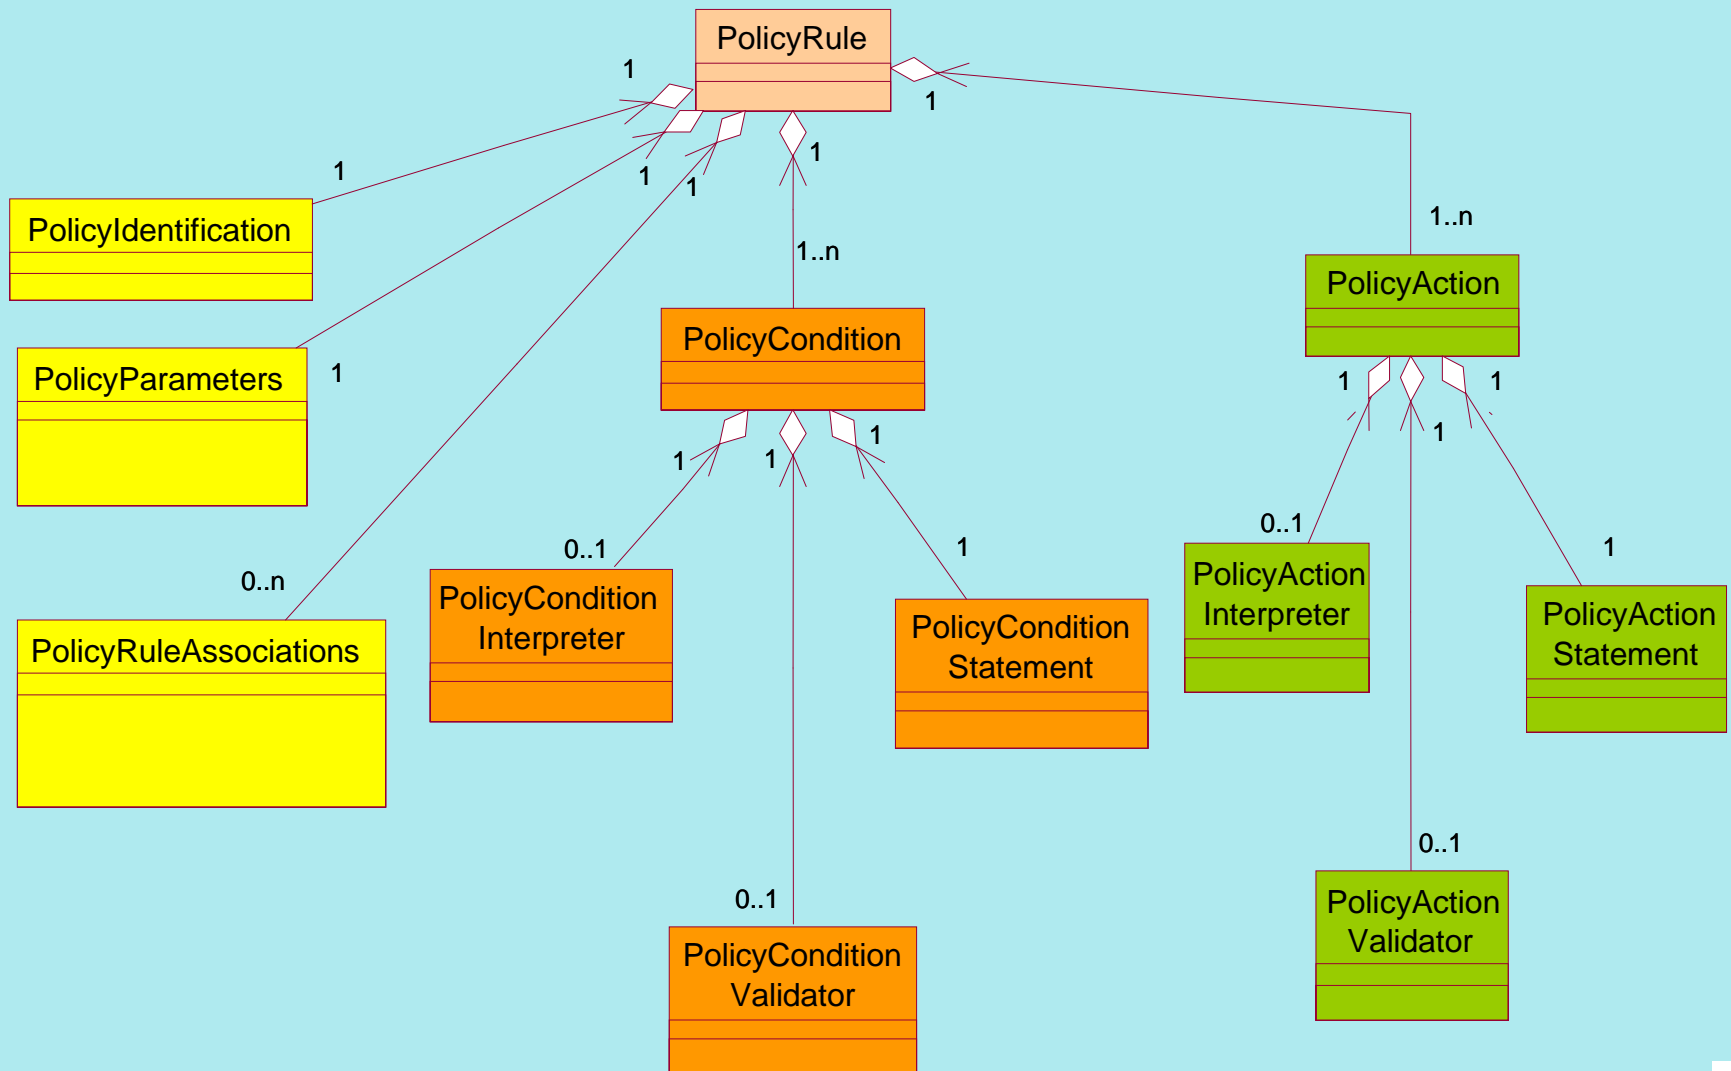 PolicyRule
1
1
1
1
1
1
1
PolicyIdentification
1..n
1..n
PolicyAction
PolicyCondition
PolicyParameters
1
1
1
1
1
1
1
0..1
0..1
1
1
0..n
PolicyAction
Interpreter
PolicyCondition
Interpreter
PolicyCondition
Statement
PolicyAction
Statement
PolicyRuleAssociations
0..1
0..1
PolicyAction
Validator
PolicyCondition
Validator